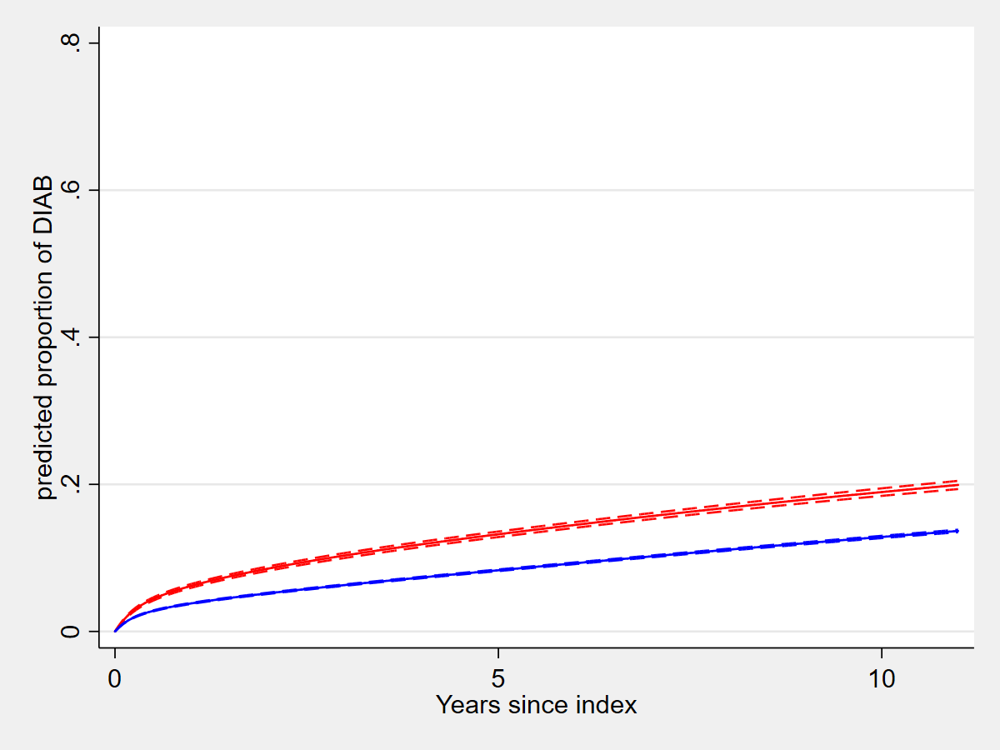 predicted proportion of DIAB
.8
.6
.4
.2
0
0 5 10
Years since index